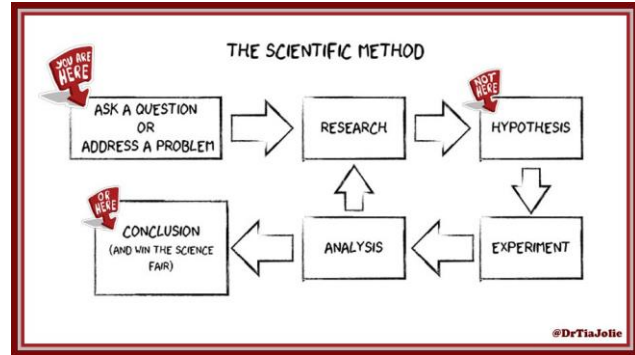 THE SCIENTIFIC METHOD
YOU ARE
HERE
ASK A QUESTION
OR
ADDRESS A PROBLEM
RESEARCH
NOT
HERE
HYPOTHESIS
OR
HERE
CONCLUSION
(AND WIN THE SCIENCE
FAIR)
ANALYSIS
EXPERIMENT
@DrTiaJolie